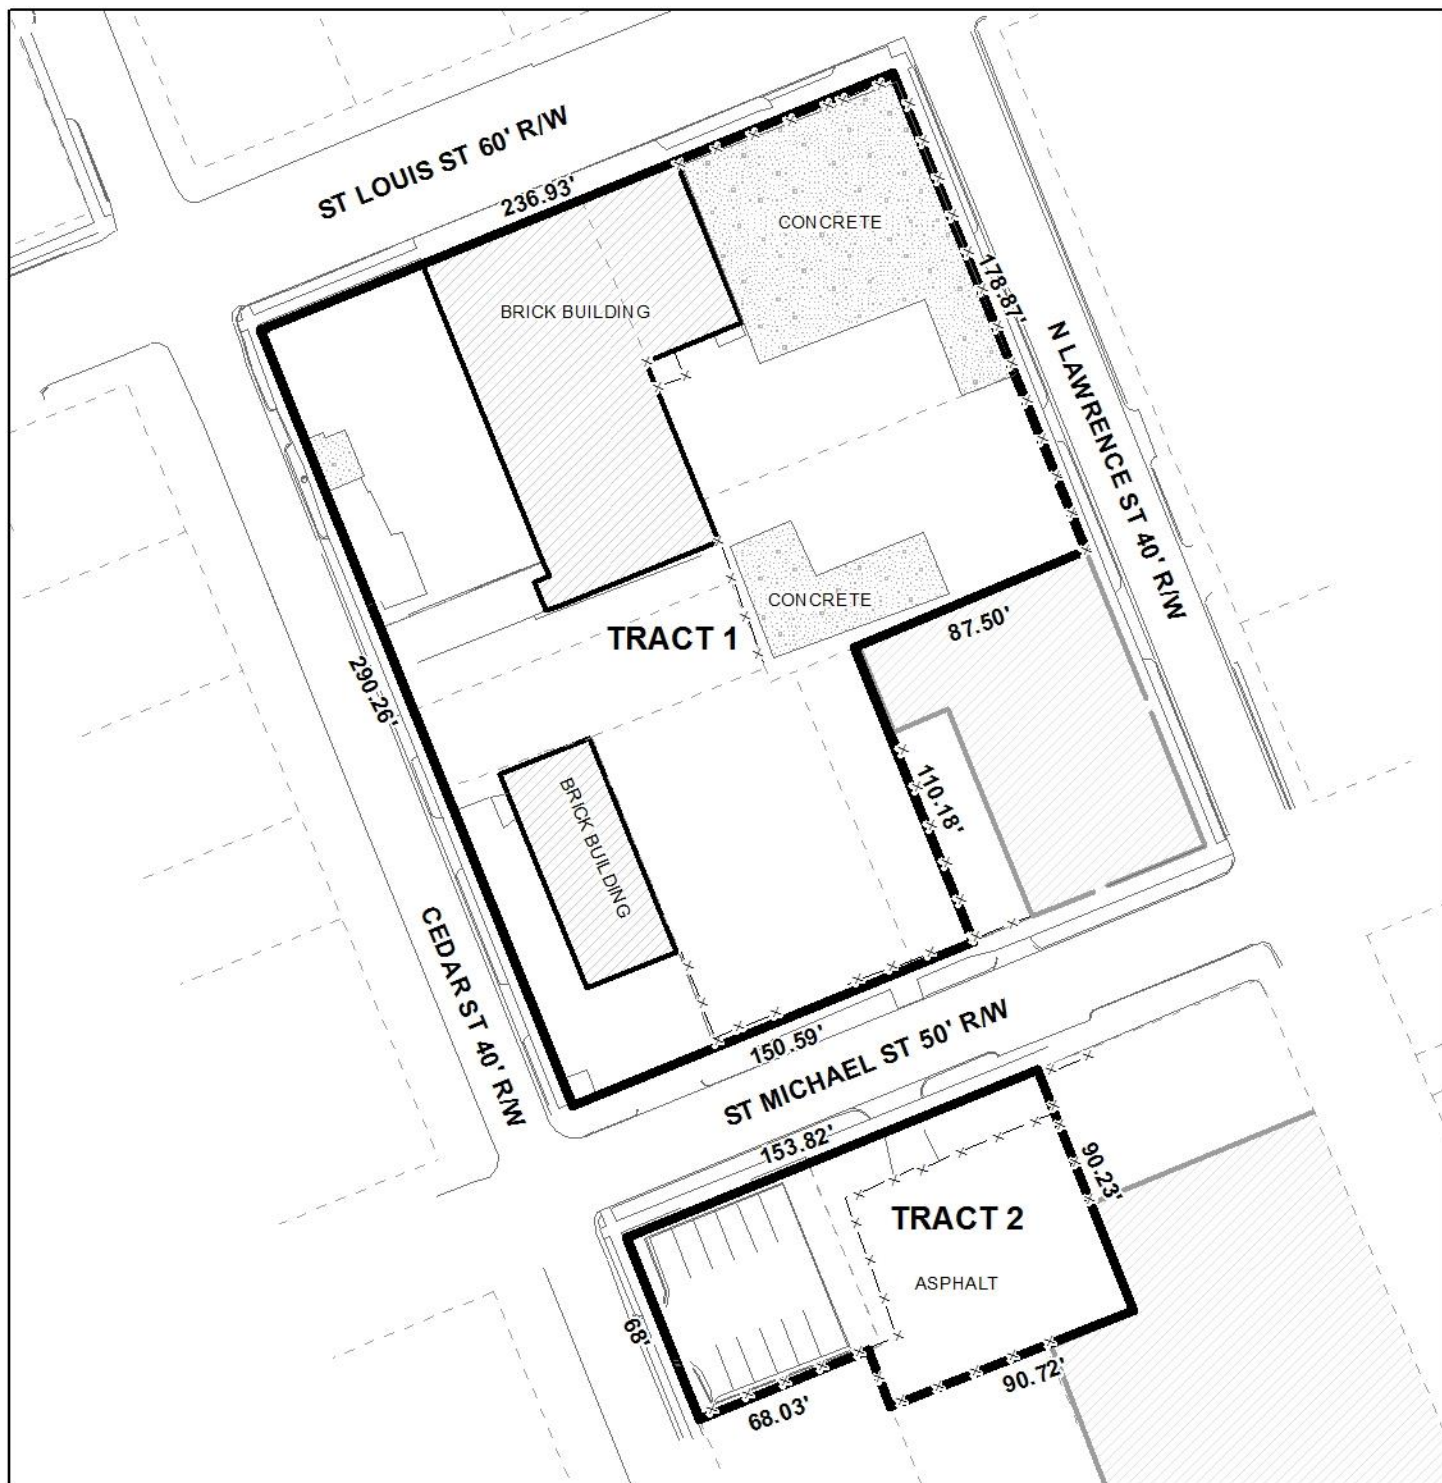 ST LOUIS ST 60' R/W
236.93'
CONCRETE
178.87'
BRICK BUILDING
N LAWRENCE ST 40' R/W
CONCRETE
87.50'
TRACT 1
290.26'
110.18'
BRICK BUILDING
CEDAR ST 40' R/W
150.59'
ST MICHAEL ST 50' R/W
153.82'
90.23'
TRACT 2
ASPHALT
68'
90.72'
68.03'